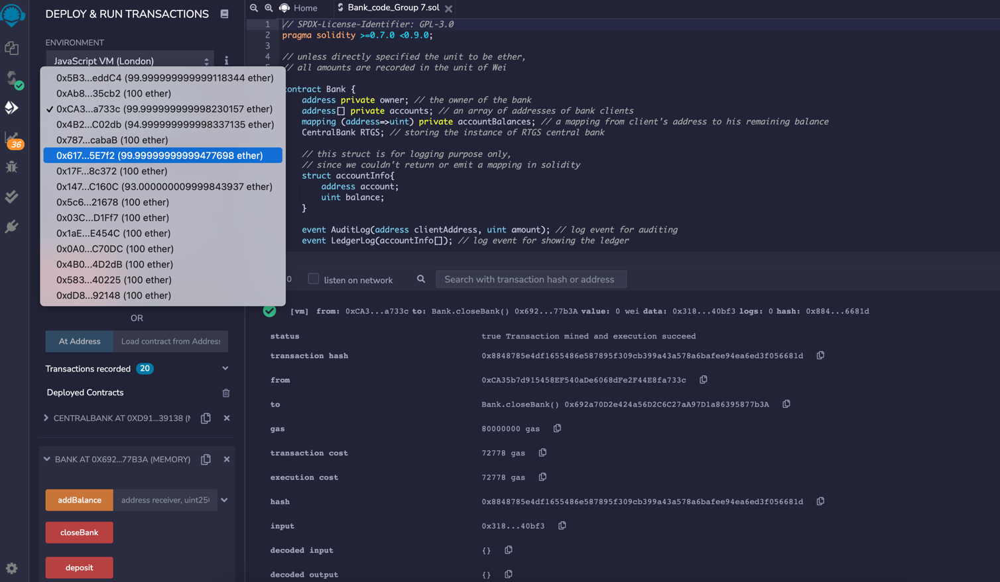 DEPLOY & RUN TRANSACTIONS
ENVIRONMENT
JavaScript VM (London)
0x5B3...eddC4 (99.999999999999118344 ether)
0xAb8...35cb2 (100 ether)
0xCA3...a733c (99.999999999998230157 ether)
0x4B2...C02db (94.999999999998337135 ether)
0x787...cabaB (100 ether)
0x617...5E7f2 (99.99999999999477698 ether)
0x17F...8c372 (100 ether)
0x147...C160C (93.000000009999843937 ether)
0x5c6...21678 (100 ether)
0x03C...D1Ff7 (100 ether)
0x1aE...E454C (100 ether)
0x0A0...C70DC (100 ether)
0x4B0...4D2dB (100 ether)
0x583...40225 (100 ether)
0xdD8...92148 (100 ether)
36
OR
At Address
Load contract from Address
Transactions recorded 20
Deployed Contracts
CENTRALBANK AT 0XD91...39138 (M
BANK AT 0X692...77B3A (MEMORY)
addBalance
address receiver, uint256
closeBank
deposit
Home
Bank_code_Group 7.sol
1 // SPDX-License-Identifier: GPL-3.0
2 pragma solidity >=0.7.0 <0.9.0;
3
4 // unless directly specified the unit to be ether,
5 // all amounts are recorded in the unit of Wei
contract Bank {
address private owner; // the owner of the bank
address[] private accounts; // an array of addresses of bank clients
mapping (address=>uint) private accountBalances; // a mapping from client's address to his remaining balance
CentralBank RTGS; // storing the instance of RTGS central bank
// this struct is for logging purpose only,
// since we couldn't return or emit a mapping in solidity
struct accountInfo{
address account;
uint balance;
}
event AuditLog(address clientAddress, uint amount); // log event for auditing
event LedgerLog(accountInfo[]); // log event for showing the ledger
0
listen on network
Search with transaction hash or address
[vm] from: 0xCA3...a733c to: Bank.closeBank() 0x692...77b3A value: 0 wei data: 0x318...40bf3 logs: 0 hash: 0x884...6681d
status true Transaction mined and execution succeed
transaction hash 0x8848785e4df1655486e587895f309cb399a43a578a6bafee94ea6ed3f056681d
from 0xCA35b7d915458EF540aDe6068dFe2F44E8fa733c
to Bank.closeBank() 0x692a70D2e424a56D2C6C27aA97D1a86395877b3A
gas 80000000 gas
transaction cost 72778 gas
execution cost 72778 gas
hash 0x8848785e4df1655486e587895f309cb399a43a578a6bafee94ea6ed3f056681d
input 0x318...40bf3
decoded input {}
decoded output {}